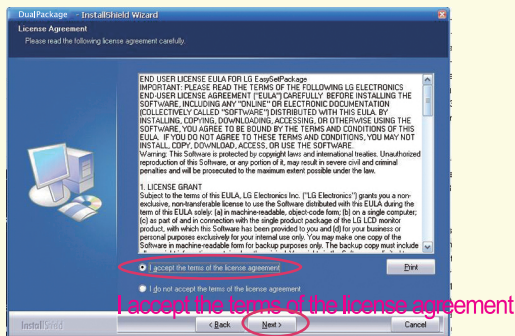 DualPackage - InstallShield Wizard
License Agreement
Please read the following license agreement carefully.
END USER LICENSE EULA FOR LG EasySetPackage
IMPORTANT: PLEASE READ THE TERMS OF THE FOLLOWING LG ELECTRONICS
END-USER LICENSE AGREEMENT ("EULA") CAREFULLY BEFORE INSTALLING THE
SOFTWARE, INCLUDING ANY "ONLINE" OR ELECTRONIC DOCUMENTATION
(COLLECTIVELY CALLED "SOFTWARE") DISTRIBUTED WITH THIS EULA. BY
INSTALLING, COPYING, DOWNLOADING, ACCESSING, OR OTHERWISE USING THE
SOFTWARE, YOU AGREE TO BE BOUND BY THE TERMS AND CONDITIONS OF THIS
EULA. IF YOU DO NOT AGREE TO THESE TERMS AND CONDITIONS, YOU MAY NOT
INSTALL, COPY, DOWNLOAD, ACCESS, OR USE THE SOFTWARE.
Warning: This Software is protected by copyright laws and international treaties. Unauthorized
reproduction of this Software, or any portion of it, may result in severe civil and criminal
penalties and will be prosecuted to the maximum extent possible under the law.
1. LICENSE GRANT
Subject to the terms of this EULA, LG Electronics Inc. ("LG Electronics") grants you a non-
exclusive, non-transferable license to use the Software distributed with this EULA during the
term of this EULA solely: (a) in machine-readable, object-code form; (b) on a single computer;
(c) as part of and in connection with the single product package of the LG LCD monitor
product, with which this Software has been provided to you and (d) for your business or
personal purposes exclusively for your internal use only. You may make one copy of the
Software in machine-readable form for backup purposes only. The backup copy must include
I accept the terms of the license agreement
Print
I do not accept the terms of the license agreement
I accept the terms of the license agreement
InstallShield
< Back
Next >
Cancel